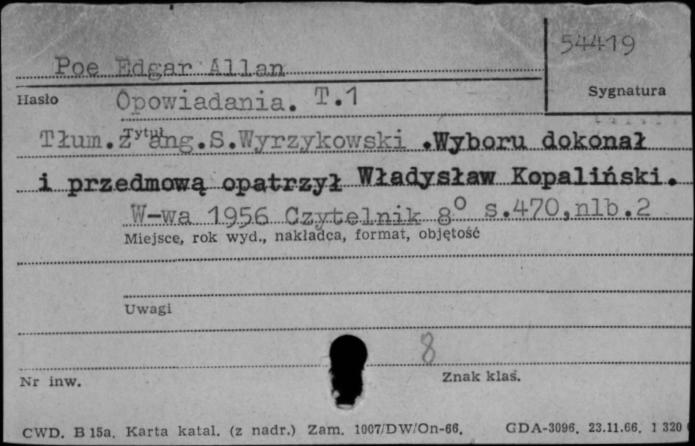 54419
Poe Edgar Allan
Hasło
Sygnatura
Opowiadania. T.1
Tytuł
Tłum.z ang.S.Wyrzykowski .Wyboru dokonał
i przedmową opatrzył Władysław Kopaliński.
W-wa 1956 Czytelnik 8° s.470,nlb.2
Miejsce, rok wyd., nakładca, format, objętość
Uwagi
8
Nr inw.
Znak klas.
CWD. B 15a. Karta katal. (z nadr.) Zam. 1007/DW/On-66. GDA-3096. 23.11.66. 1 320